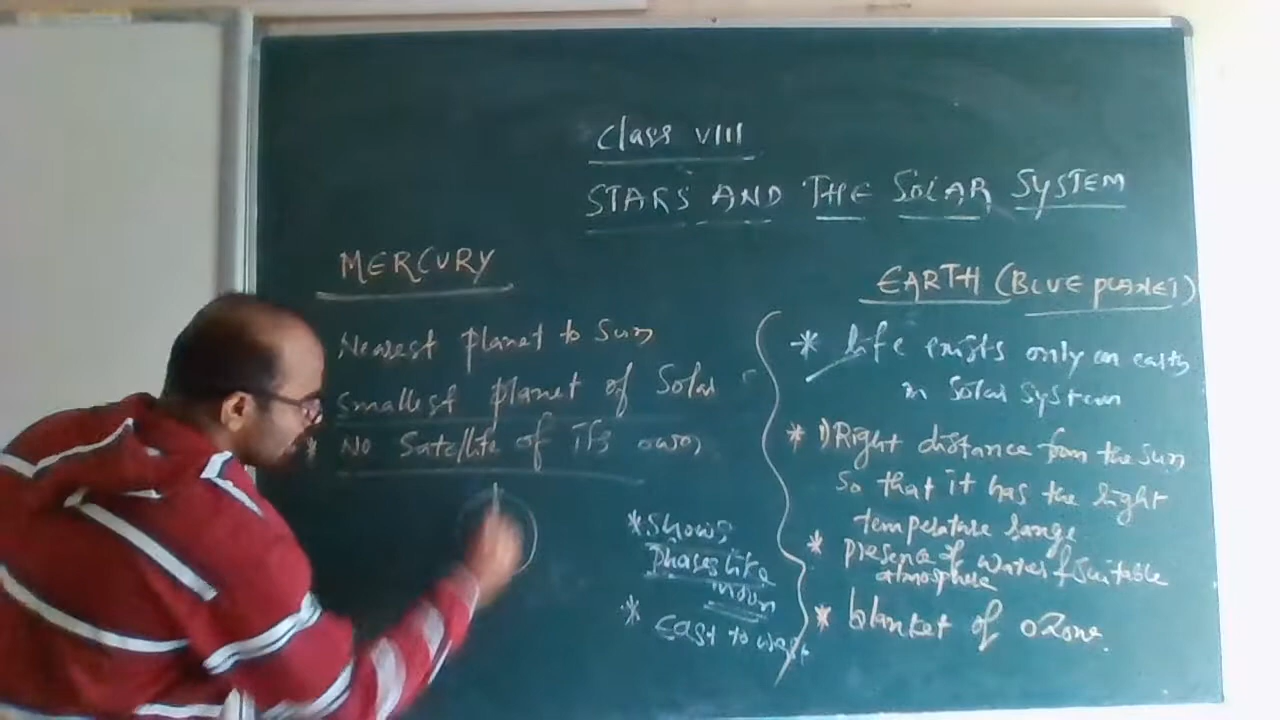 Class VIII
STARS AND THE SOLAR SYSTEM
MERCURY
Nearest planet to Sun
Smallest planet of Solar
* No Satellite of its own
* Shows
phases like
moon
* East to west
EARTH (BLUE PLANET)
* Life exists only on earth
in Solar System
* 1) Right distance from the Sun
So that it has the right
temperature range
* presence of water & suitable
atmosphere
* blanket of ozone.